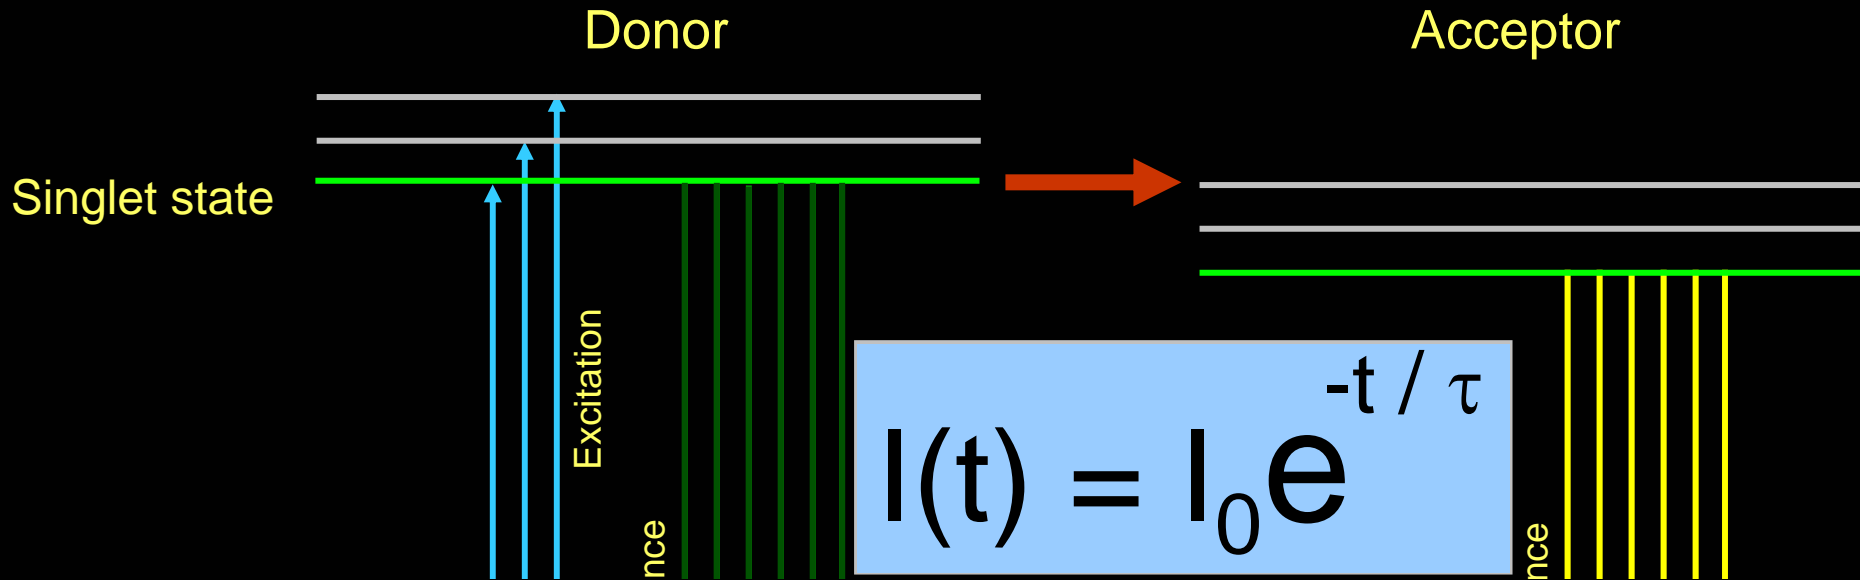 Donor
Acceptor
Singlet state
Excitation
I(t) = I₀e^-t / τ
nce
nce